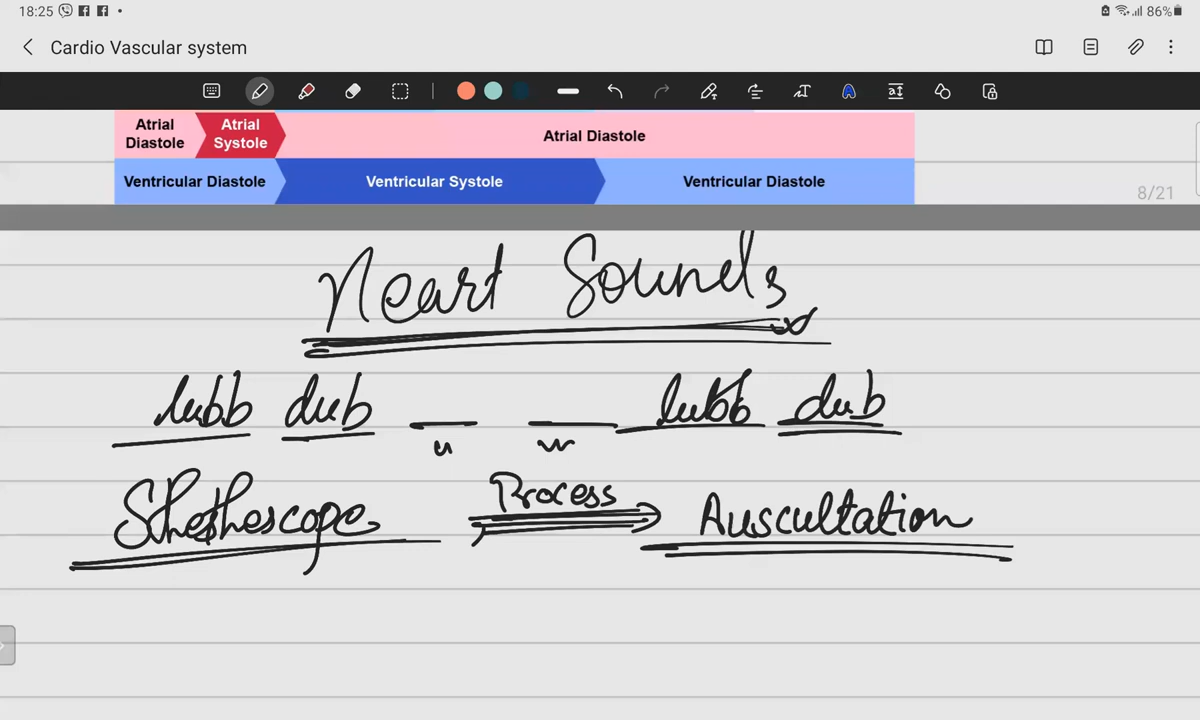 18:25 86%
Cardio Vascular system
Atrial Diastole Atrial Systole Atrial Diastole
Ventricular Diastole Ventricular Systole Ventricular Diastole
8/21
Heart Sounds
lubb dub lubb dub
Process
Auscultation